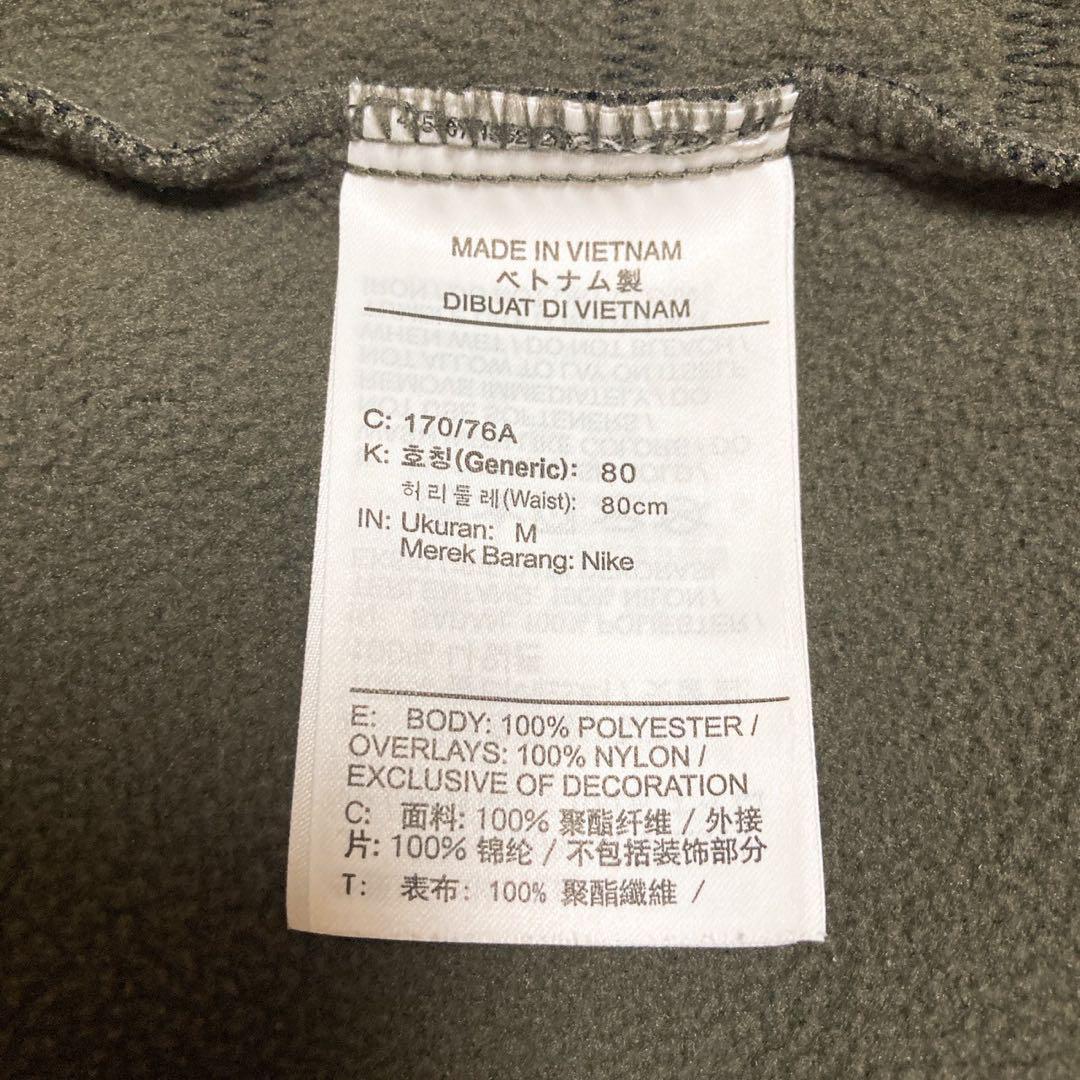 MADE IN VIETNAM
ベトナム製
DIBUAT DI VIETNAM
C: 170/76A
K: 호칭(Generic): 80
허리둘레(Waist): 80cm
IN: Ukuran: M
Merek Barang: Nike
E: BODY: 100% POLYESTER /
OVERLAYS: 100% NYLON /
EXCLUSIVE OF DECORATION
C: 面料: 100% 聚酯纤维 / 外接
片: 100% 锦纶 / 不包括装饰部分
T: 表布: 100% 聚酯纖維 /